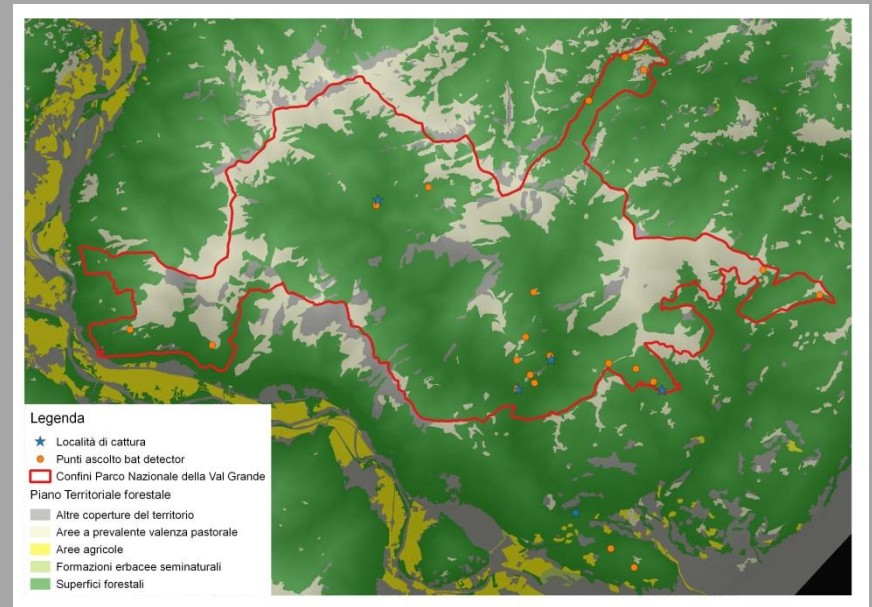 Legenda
Località di cattura
Punti ascolto bat detector
Confini Parco Nazionale della Val Grande
Piano Territoriale forestale
Altre coperture del territorio
Aree a prevalente valenza pastorale
Aree agricole
Formazioni erbacee seminaturali
Superfici forestali